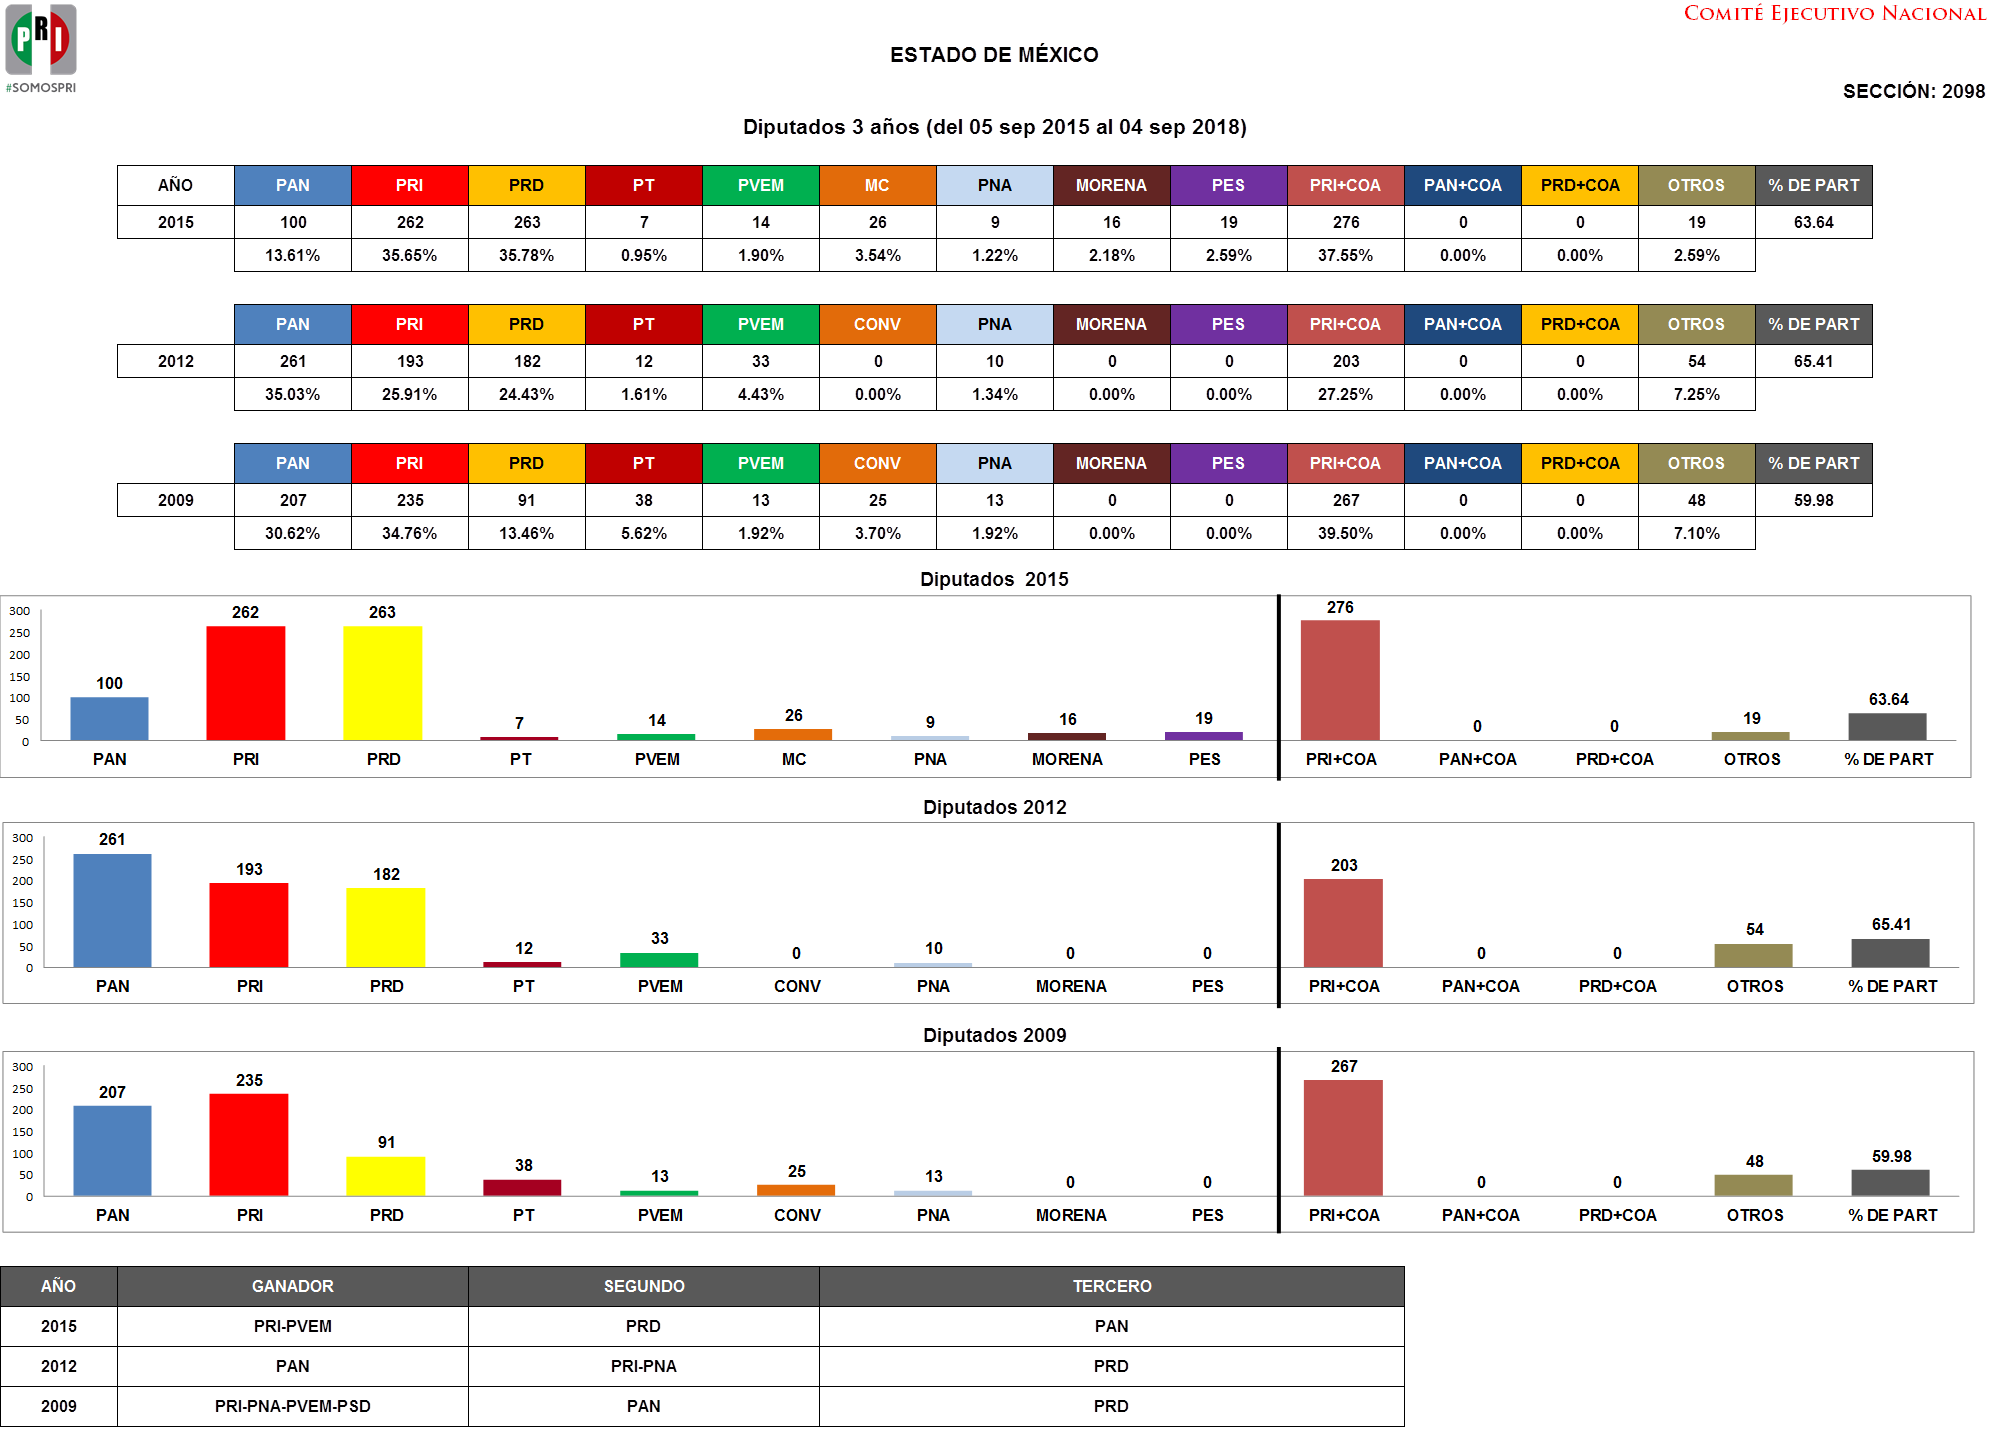 PRI
#SOMOSPRI
COMITÉ EJECUTIVO NACIONAL
ESTADO DE MÉXICO
SECCIÓN: 2098
Diputados 3 años (del 05 sep 2015 al 04 sep 2018)
AÑO PAN PRI PRD PT PVEM MC PNA MORENA PES PRI+COA PAN+COA PRD+COA OTROS % DE PART
2015 100 262 263 7 14 26 9 16 19 276 0 0 19 63.64
13.61% 35.65% 35.78% 0.95% 1.90% 3.54% 1.22% 2.18% 2.59% 37.55% 0.00% 0.00% 2.59%
PAN PRI PRD PT PVEM CONV PNA MORENA PES PRI+COA PAN+COA PRD+COA OTROS % DE PART
2012 261 193 182 12 33 0 10 0 0 203 0 0 54 65.41
35.03% 25.91% 24.43% 1.61% 4.43% 0.00% 1.34% 0.00% 0.00% 27.25% 0.00% 0.00% 7.25%
PAN PRI PRD PT PVEM CONV PNA MORENA PES PRI+COA PAN+COA PRD+COA OTROS % DE PART
2009 207 235 91 38 13 25 13 0 0 267 0 0 48 59.98
30.62% 34.76% 13.46% 5.62% 1.92% 3.70% 1.92% 0.00% 0.00% 39.50% 0.00% 0.00% 7.10%
Diputados 2015
300
250
200
150
100
50
0
100 262 263 7 14 26 9 16 19 276 0 0 19 63.64
PAN PRI PRD PT PVEM MC PNA MORENA PES PRI+COA PAN+COA PRD+COA OTROS % DE PART
Diputados 2012
300
250
200
150
100
50
0
261 193 182 12 33 0 10 0 0 203 0 0 54 65.41
PAN PRI PRD PT PVEM CONV PNA MORENA PES PRI+COA PAN+COA PRD+COA OTROS % DE PART
Diputados 2009
300
250
200
150
100
50
0
207 235 91 38 13 25 13 0 0 267 0 0 48 59.98
PAN PRI PRD PT PVEM CONV PNA MORENA PES PRI+COA PAN+COA PRD+COA OTROS % DE PART
AÑO GANADOR SEGUNDO TERCERO
2015 PRI-PVEM PRD PAN
2012 PAN PRI-PNA PRD
2009 PRI-PNA-PVEM-PSD PAN PRD